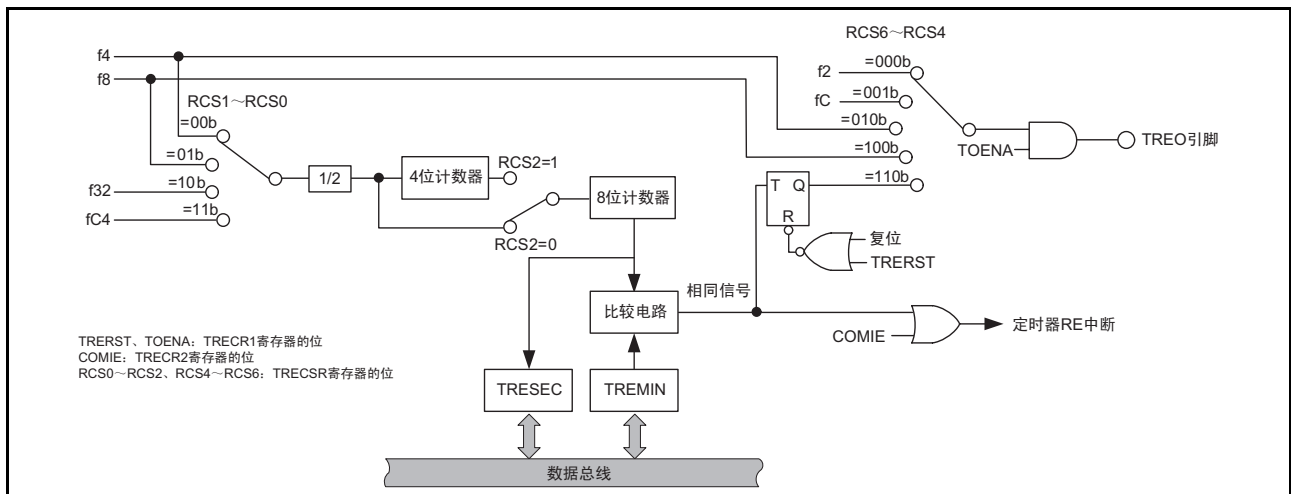 RCS6～RCS4
f4
f8
f2
=000b
fC
=001b
RCS1～RCS0
=00b
=010b
TOENA
TREO引脚
=01b
=100b
f32
=10b
1/2
4位计数器
RCS2=1
=110b
fC4
=11b
8位计数器
T Q
R
RCS2=0
复位
TRERST
相同信号
比较电路
COMIE
定时器RE中断
TRERST、TOENA：TRECR1寄存器的位
COMIE：TRECR2寄存器的位
RCS0～RCS2、RCS4～RCS6：TRECSR寄存器的位
TRESEC
TREMIN
数据总线